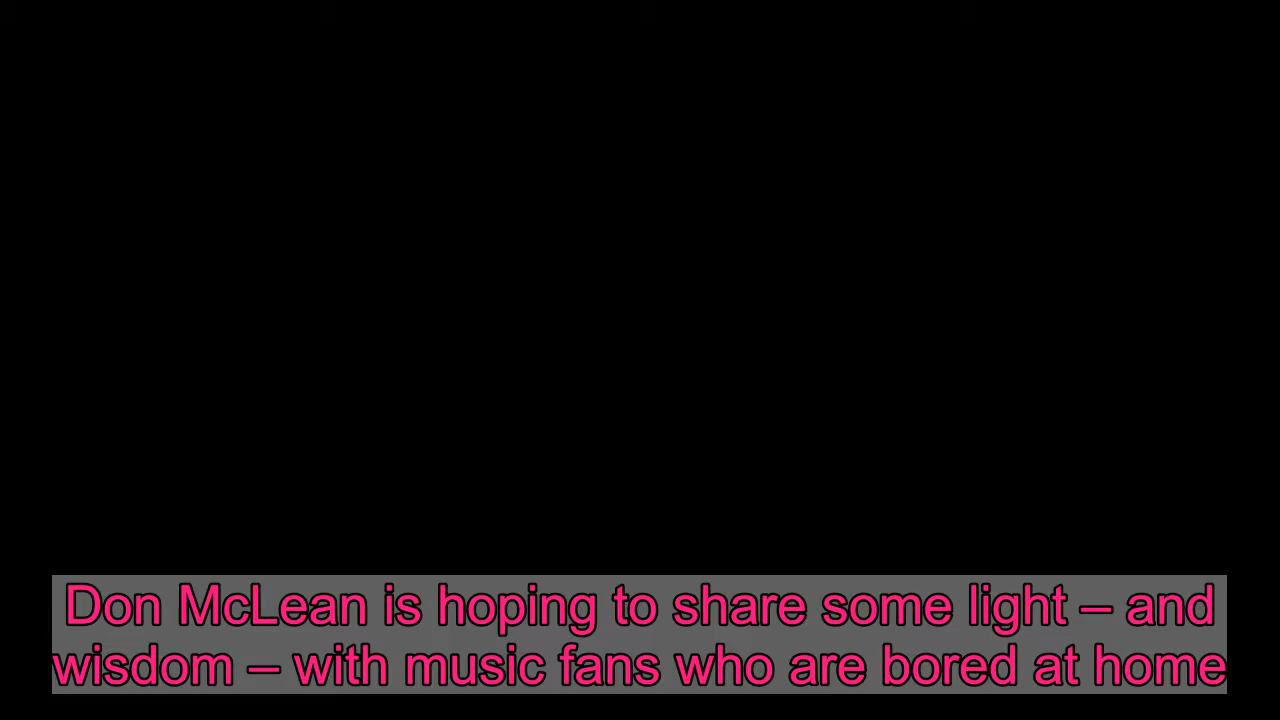 Don McLean is hoping to share some light – and
wisdom – with music fans who are bored at home